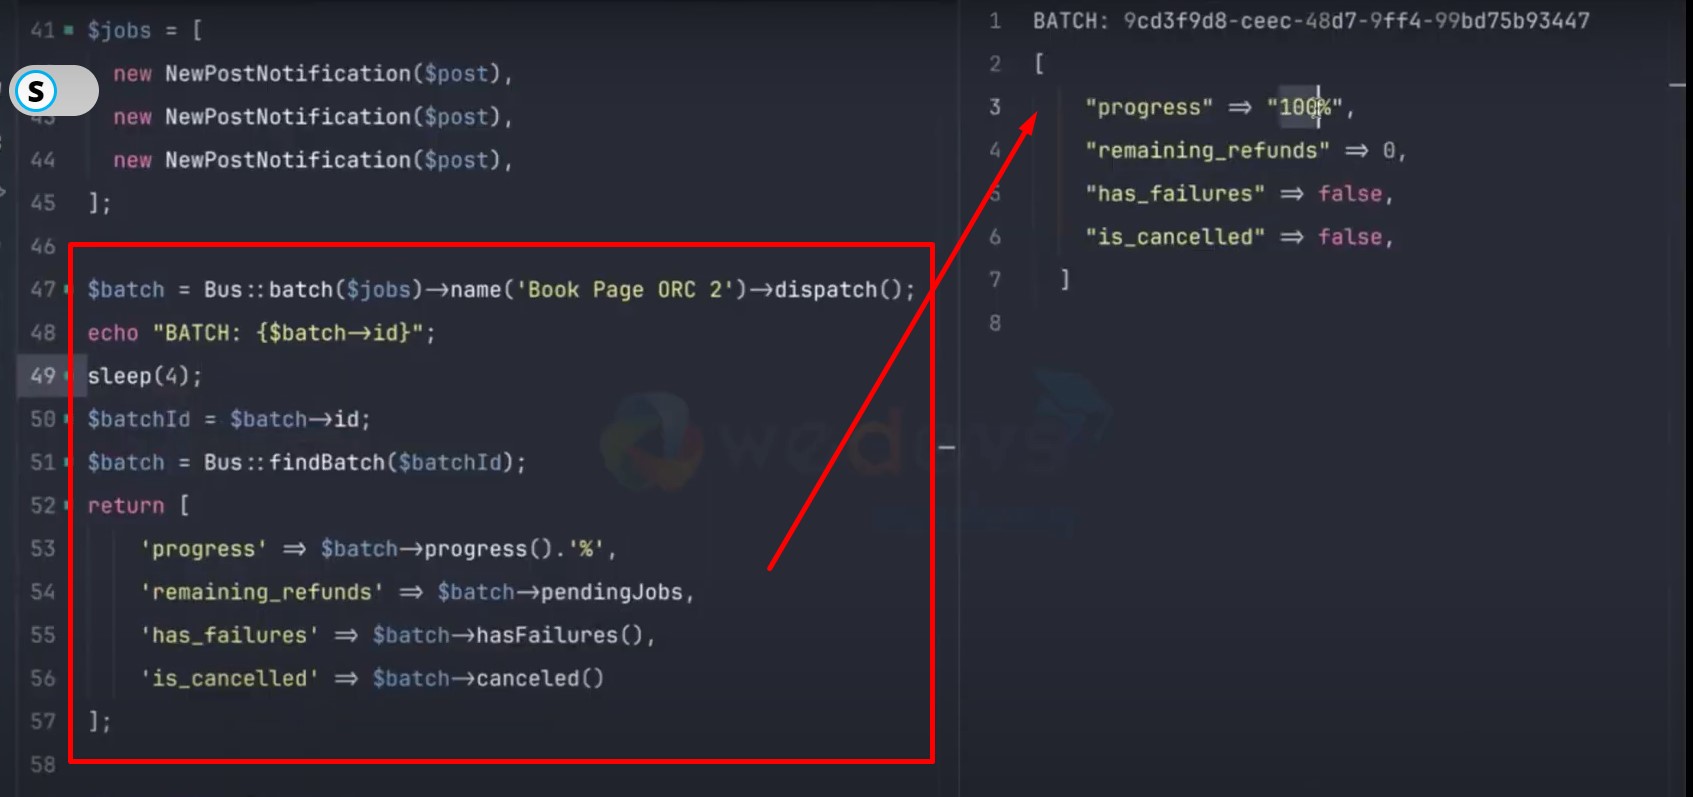 41 $jobs = [
new NewPostNotification($post),
43 new NewPostNotification($post),
44 new NewPostNotification($post),
45 ];
46
47 $batch = Bus::batch($jobs)->name('Book Page ORC 2')->dispatch();
48 echo "BATCH: {$batch->id}";
49 sleep(4);
50 $batchId = $batch->id;
51 $batch = Bus::findBatch($batchId);
52 return [
53 'progress' => $batch->progress().'%',
54 'remaining_refunds' => $batch->pendingJobs,
55 'has_failures' => $batch->hasFailures(),
56 'is_cancelled' => $batch->canceled()
57 ];
58
S
1 BATCH: 9cd3f9d8-ceec-48d7-9ff4-99bd75b93447
2 [
3 "progress" => "100%",
4 "remaining_refunds" => 0,
5 "has_failures" => false,
6 "is_cancelled" => false,
7 ]
8
wedevs